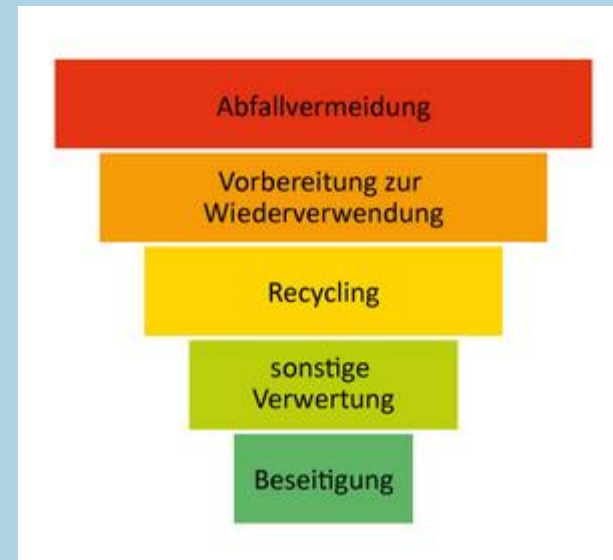 Abfallvermeidung
Vorbereitung zur
Wiederverwendung
Recycling
sonstige
Verwertung
Beseitigung